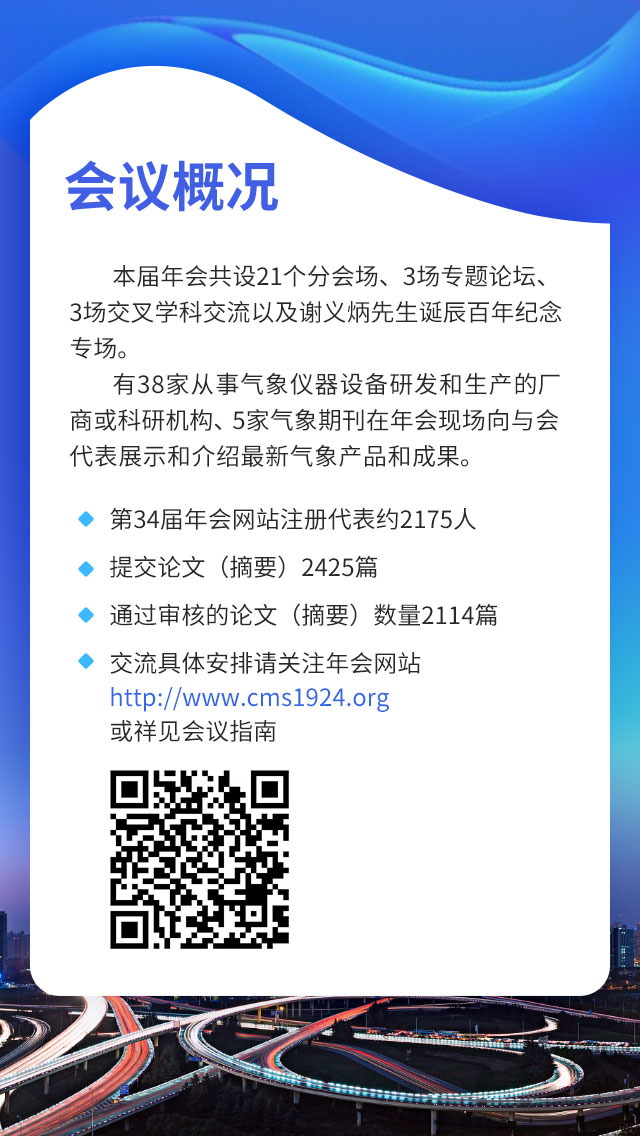 会议概况
本届年会共设21个分会场、3场专题论坛、
3场交叉学科交流以及谢义炳先生诞辰百年纪念
专场。
有38家从事气象仪器设备研发和生产的厂
商或科研机构、5家气象期刊在年会现场向与会
代表展示和介绍最新气象产品和成果。
第34届年会网站注册代表约2175人
提交论文（摘要）2425篇
通过审核的论文（摘要）数量2114篇
交流具体安排请关注年会网站
http://www.cms1924.org
或祥见会议指南